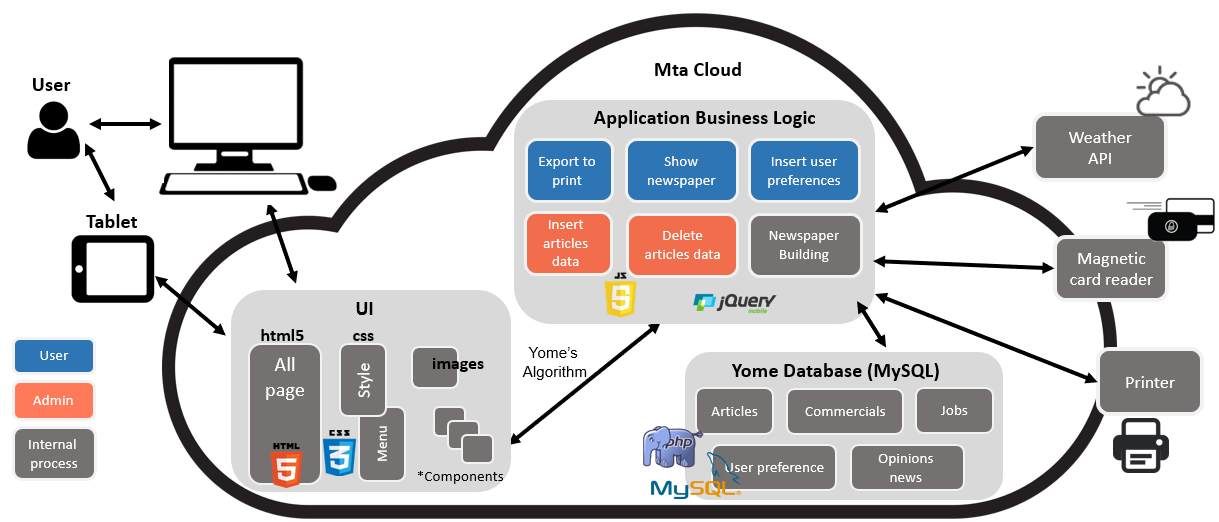 Mta Cloud
User
Tablet
User
Admin
Internal
process
UI
html5
css
images
All
page
Style
Menu
HTML
5
CSS
3
*Components
Yome's
Algorithm
Application Business Logic
Export to
print
Show
newspaper
Insert user
preferences
Insert
articles
data
Delete
articles data
Newspaper
Building
JS
5
jQuery
mobile
Yome Database (MySQL)
Articles
Commercials
Jobs
User preference
Opinions
news
php
MySQL®
Weather
API
Magnetic
card reader
Printer